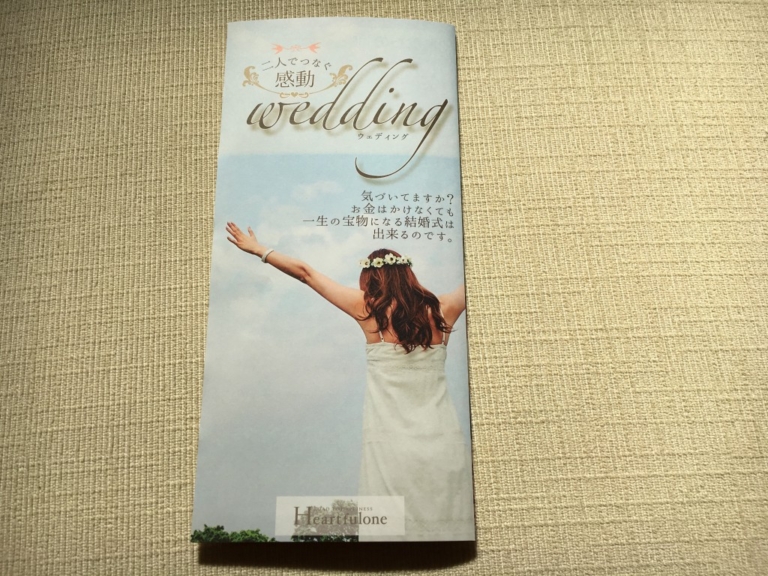 二人でつなぐ
感動
wedding
ウェディング
気づいてますか?
お金はかけなくても
一生の宝物になる結婚式は
出来るのです。
Heartfulone